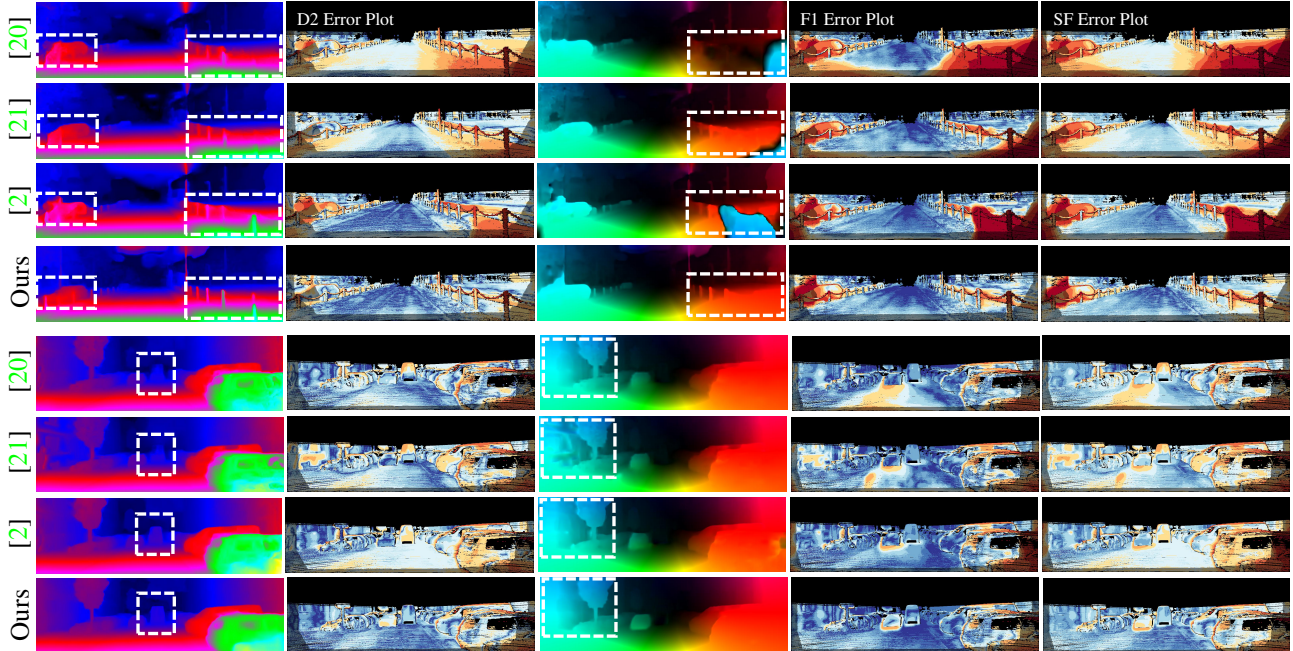 [20] D2 Error Plot F1 Error Plot SF Error Plot
[21]
[2]
Ours
[20]
[21]
[2]
Ours